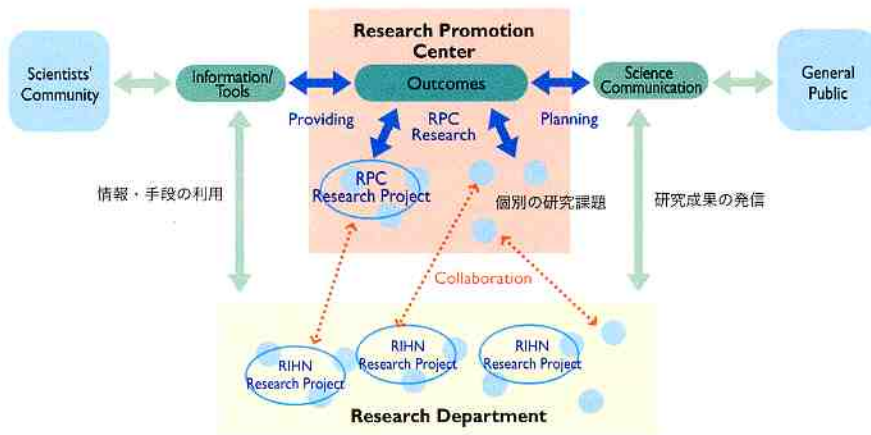 Research Promotion
Center
Scientists'
Community
Information/
Tools
Outcomes
Science
Communication
General
Public
Providing
RPC
Research
Planning
RPC
Research Project
情報・手段の利用
個別の研究課題
研究成果の発信
Collaboration
RIHN
Research Project
RIHN
Research Project
RIHN
Research Project
Research Department